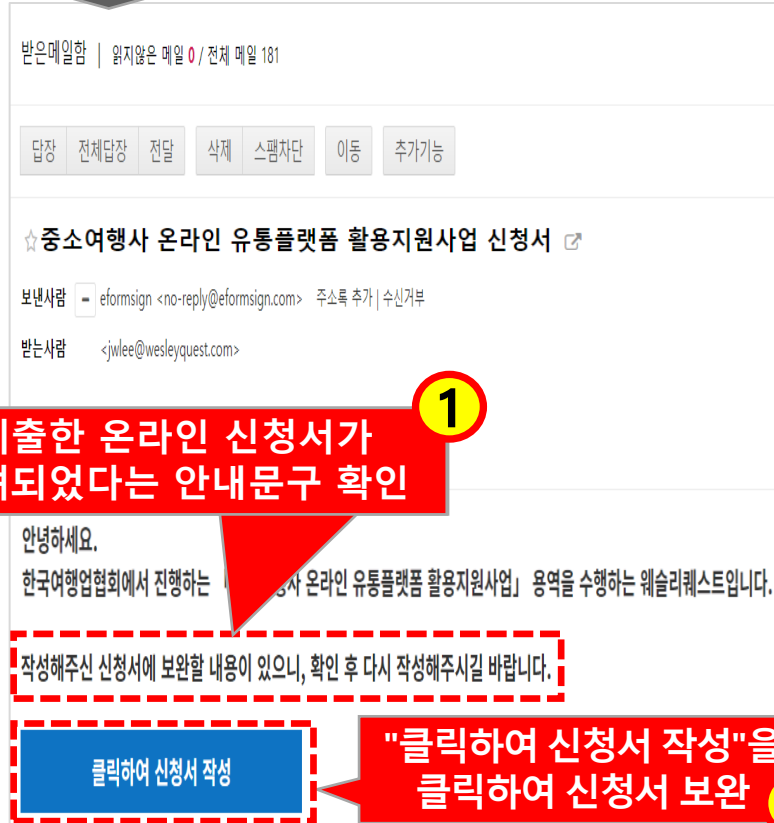 받은메일함 | 읽지않은 메일 0 / 전체 메일 181
답장 전체답장 전달 삭제 스팸차단 이동 추가기능
☆중소여행사 온라인 유통플랫폼 활용지원사업 신청서
보낸사람 eformsign <no-reply@eformsign.com> 주소록 추가 | 수신거부
받는사람 <jwlee@wesleyquest.com>
1
출한 온라인 신청서가
되었다는 안내문구 확인
안녕하세요.
한국여행업협회에서 진행하는 「 사 온라인 유통플랫폼 활용지원사업」 용역을 수행하는 웨슬리퀘스트입니다.
작성해주신 신청서에 보완할 내용이 있으니, 확인 후 다시 작성해주시길 바랍니다.
클릭하여 신청서 작성
"클릭하여 신청서 작성"을
클릭하여 신청서 보완